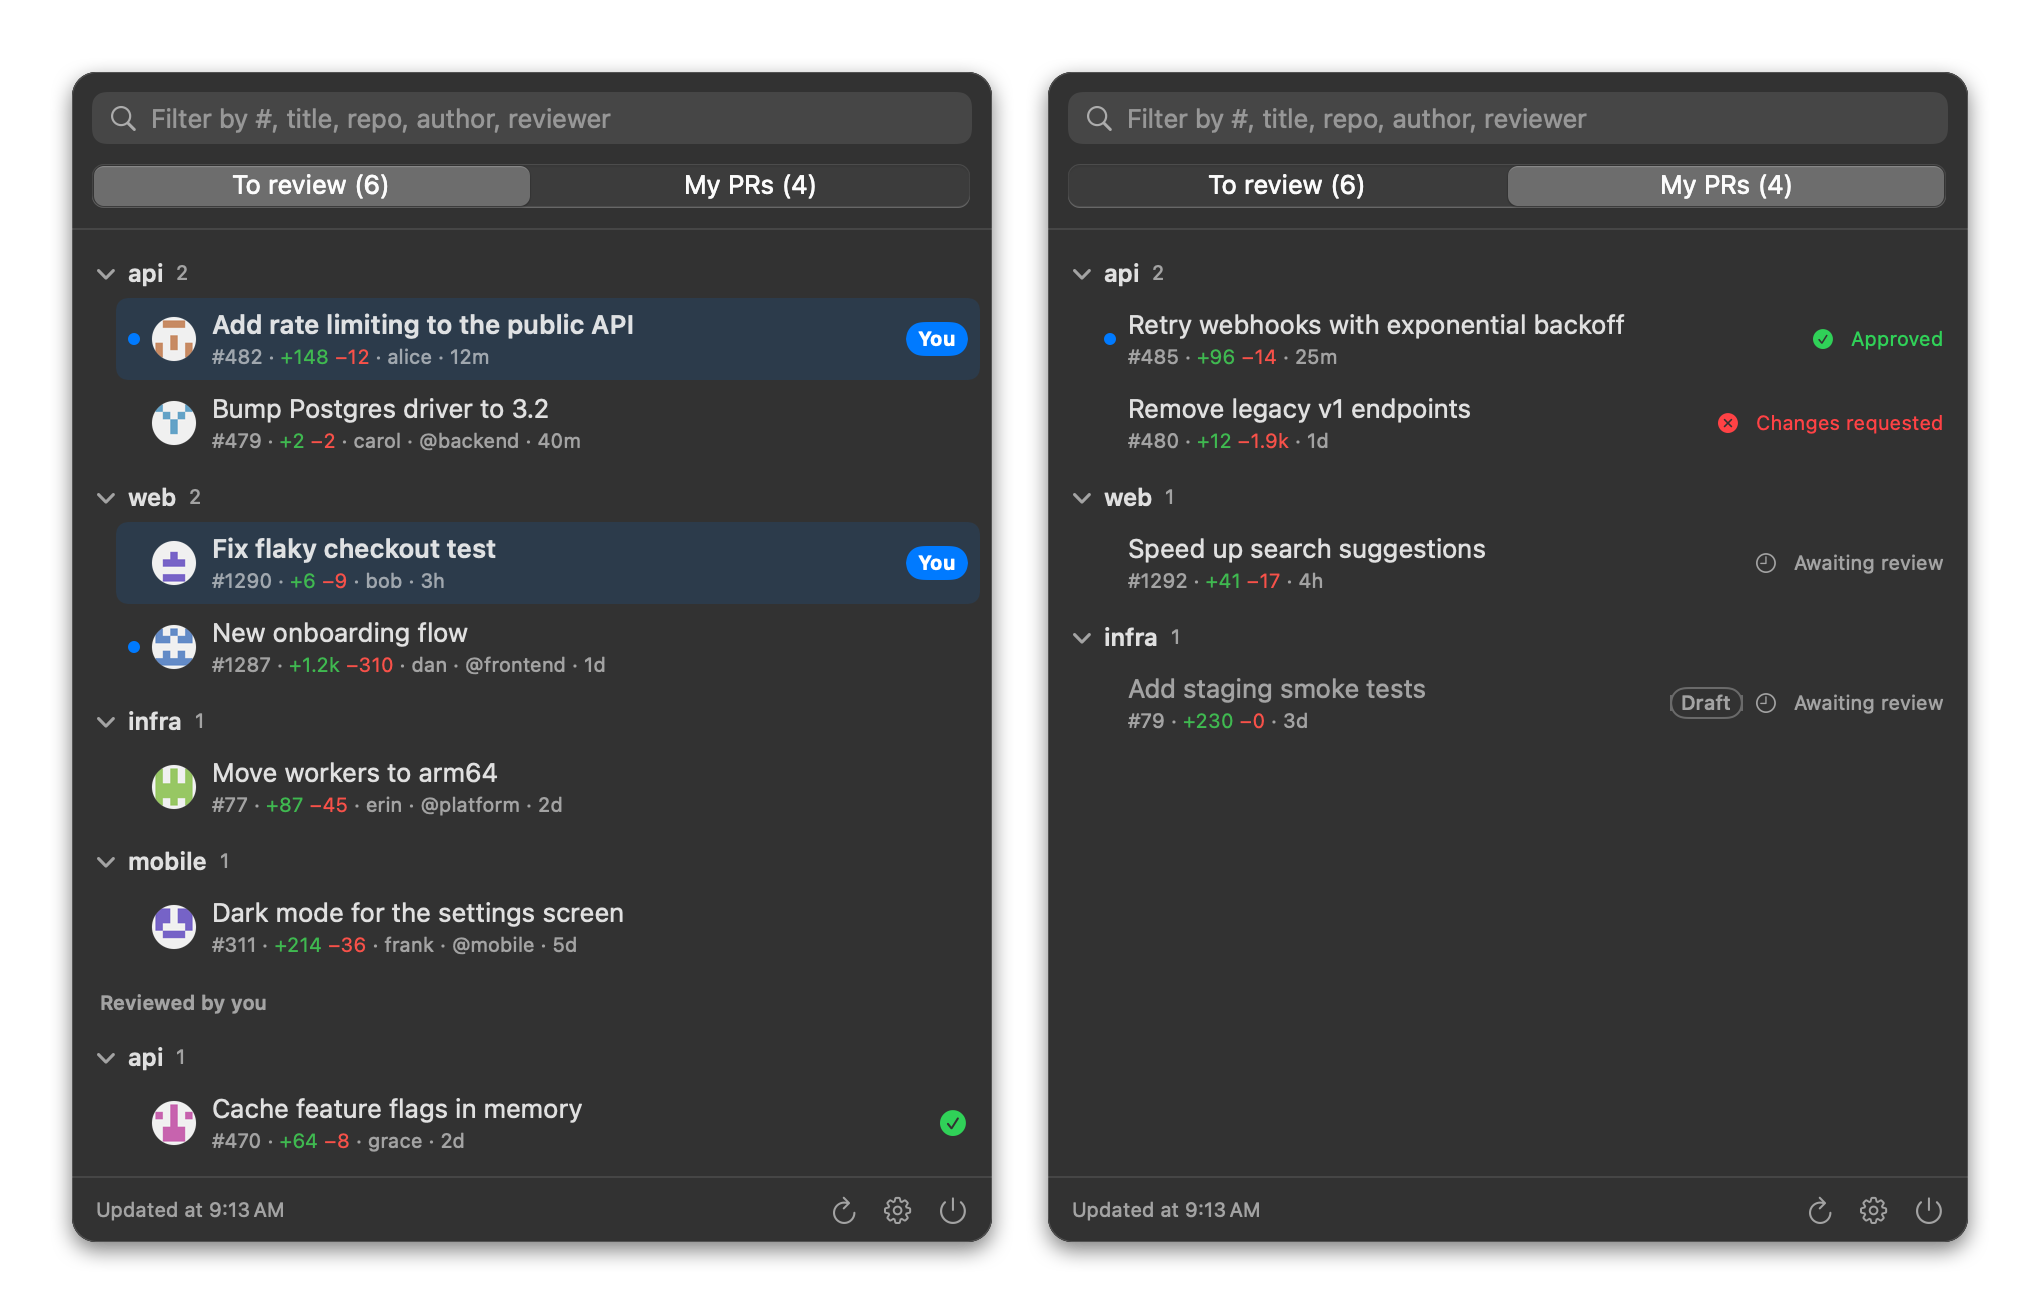 Filter by #, title, repo, author, reviewer
To review (6)
My PRs (4)
api 2
Add rate limiting to the public API
You
#482 · +148 −12 · alice · 12m
Bump Postgres driver to 3.2
#479 · +2 −2 · carol · @backend · 40m
web 2
Fix flaky checkout test
You
#1290 · +6 −9 · bob · 3h
New onboarding flow
#1287 · +1.2k −310 · dan · @frontend · 1d
infra 1
Move workers to arm64
#77 · +87 −45 · erin · @platform · 2d
mobile 1
Dark mode for the settings screen
#311 · +214 −36 · frank · @mobile · 5d
Reviewed by you
api 1
Cache feature flags in memory
#470 · +64 −8 · grace · 2d
Updated at 9:13 AM
Filter by #, title, repo, author, reviewer
To review (6)
My PRs (4)
api 2
Retry webhooks with exponential backoff
#485 · +96 −14 · 25m
Approved
Remove legacy v1 endpoints
#480 · +12 −1.9k · 1d
Changes requested
web 1
Speed up search suggestions
#1292 · +41 −17 · 4h
Awaiting review
infra 1
Add staging smoke tests
#79 · +230 −0 · 3d
Draft
Awaiting review
Updated at 9:13 AM